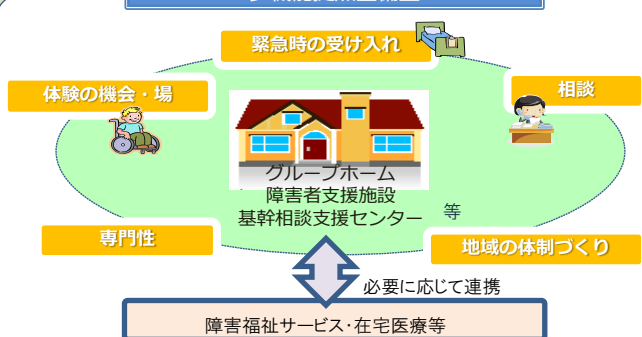 緊急時の受け入れ
体験の機会・場
相談
グループホーム
障害者支援施設
基幹相談支援センター 等
専門性
地域の体制づくり
必要に応じて連携
障害福祉サービス・在宅医療等